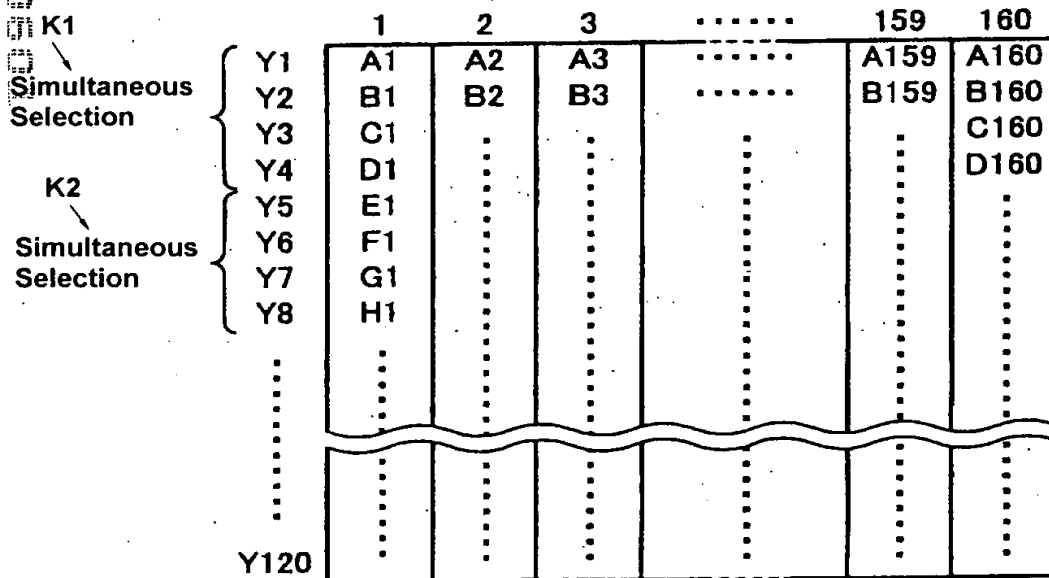 K1
1 2 3 ...... 159 160
Y1 A1 A2 A3 ...... A159 A160
Simultaneous
Selection
Y2 B1 B2 B3 ...... B159 B160
Y3 C1 C160
Y4 D1 D160
K2
Simultaneous
Selection
Y5 E1
Y6 F1
Y7 G1
Y8 H1
Y120